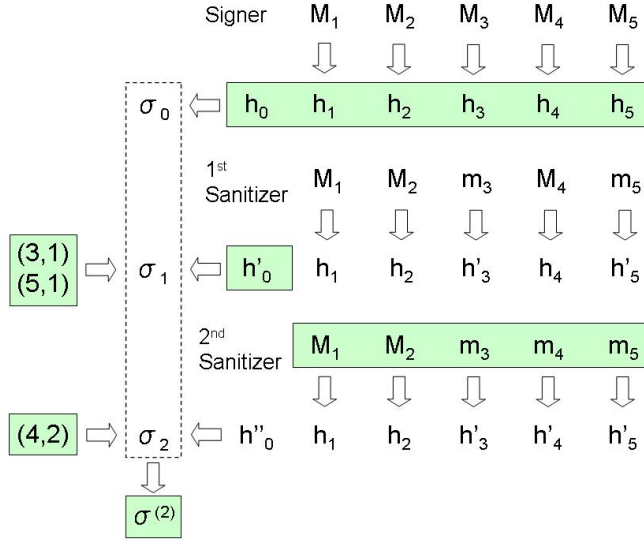 Signer M₁ M₂ M₃ M₄ M₅
σ₀ h₀ h₁ h₂ h₃ h₄ h₅
1ˢᵗ
Sanitizer M₁ M₂ m₃ M₄ m₅
(3,1)
(5,1) σ₁ h'₀ h₁ h₂ h'₃ h₄ h'₅
2ⁿᵈ
Sanitizer M₁ M₂ m₃ m₄ m₅
(4,2) σ₂ h''₀ h₁ h₂ h'₃ h'₄ h'₅
σ⁽²⁾